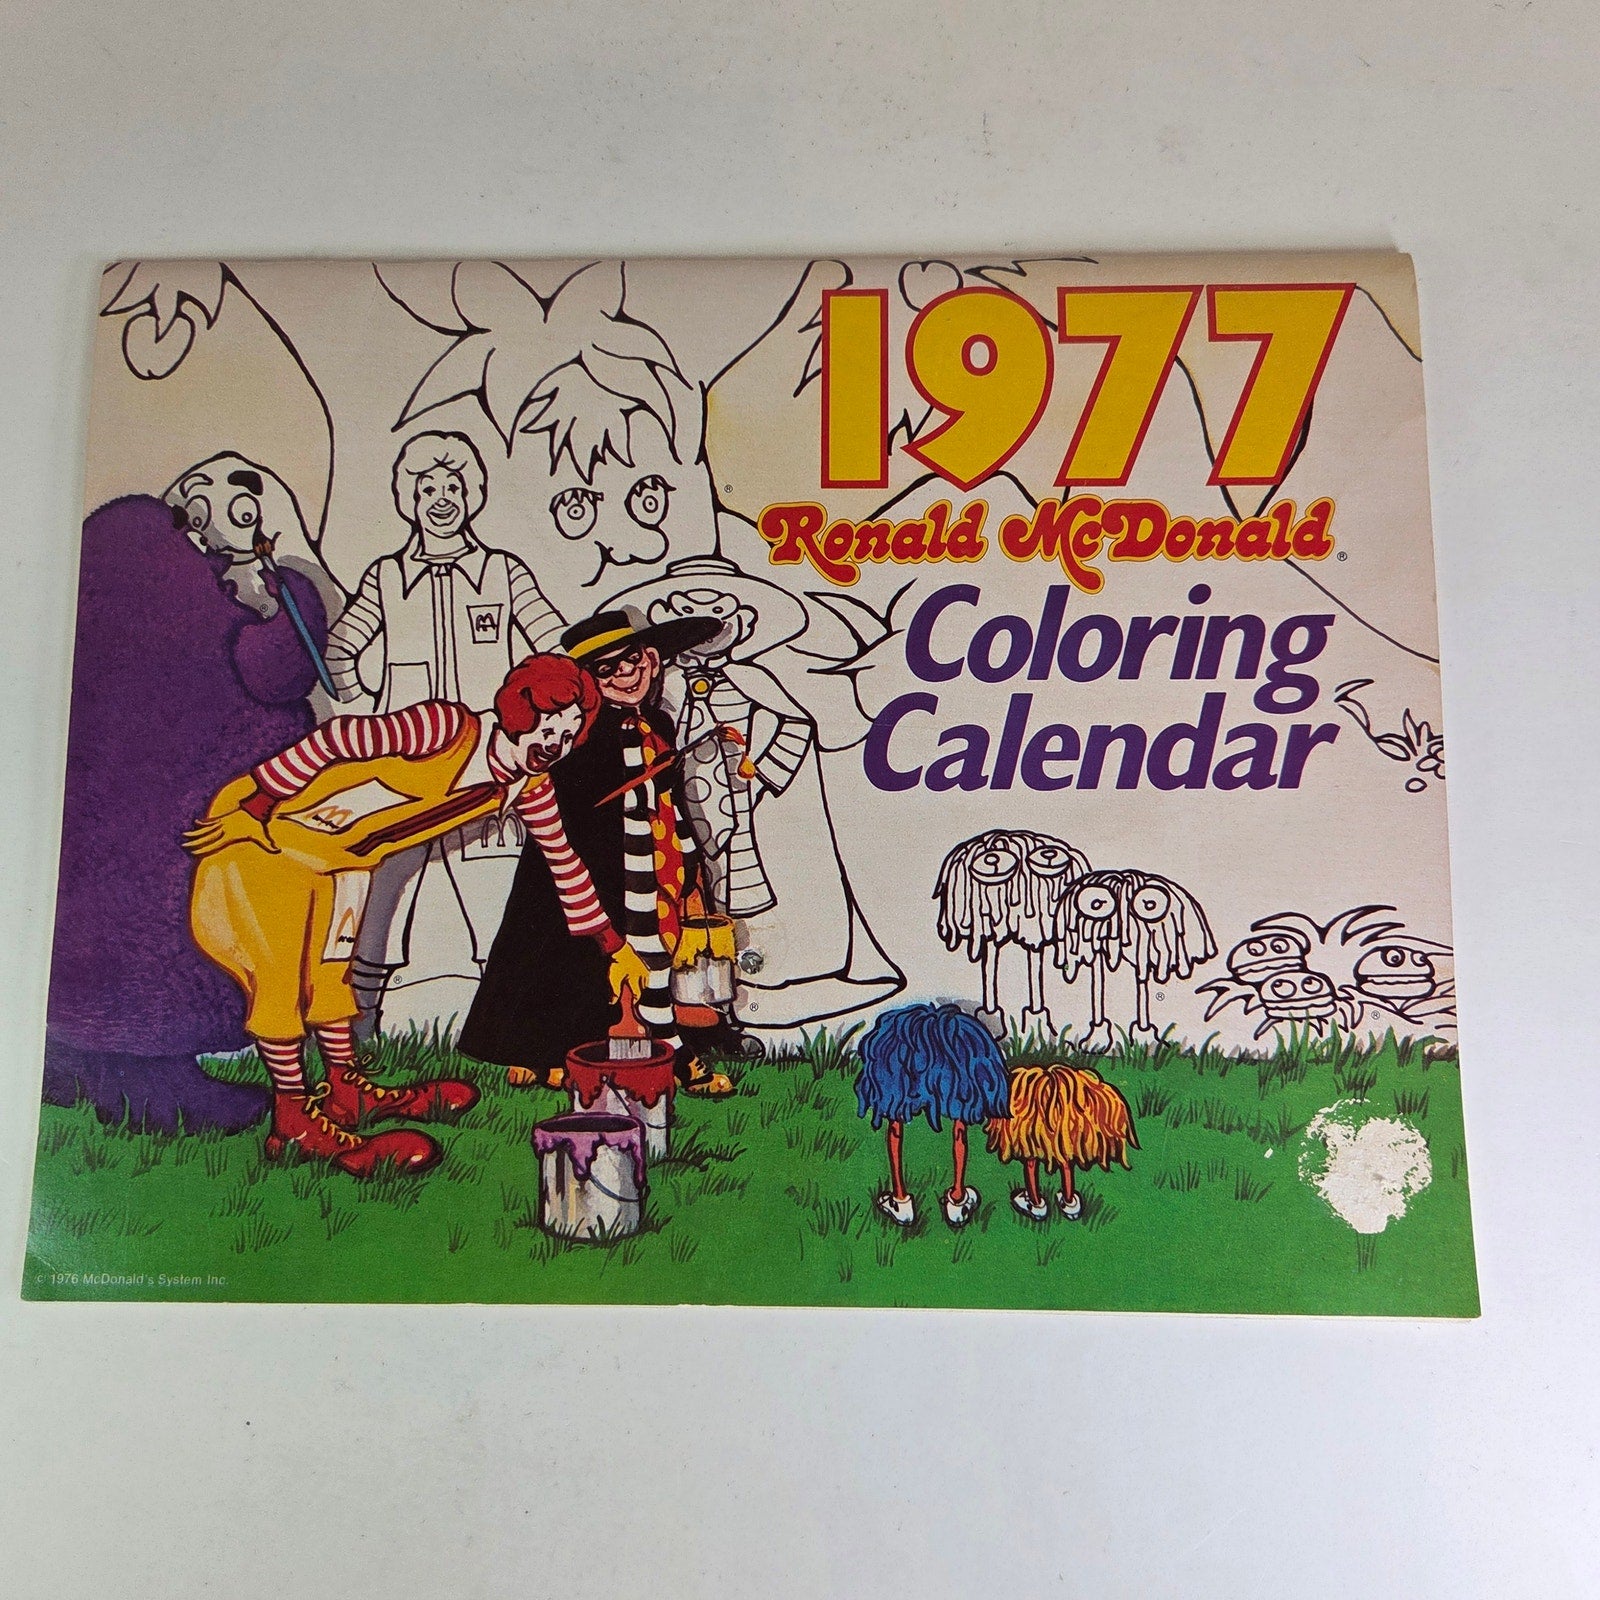 1977
Ronald McDonald®
Coloring
Calendar
© 1976 McDonald's System Inc.